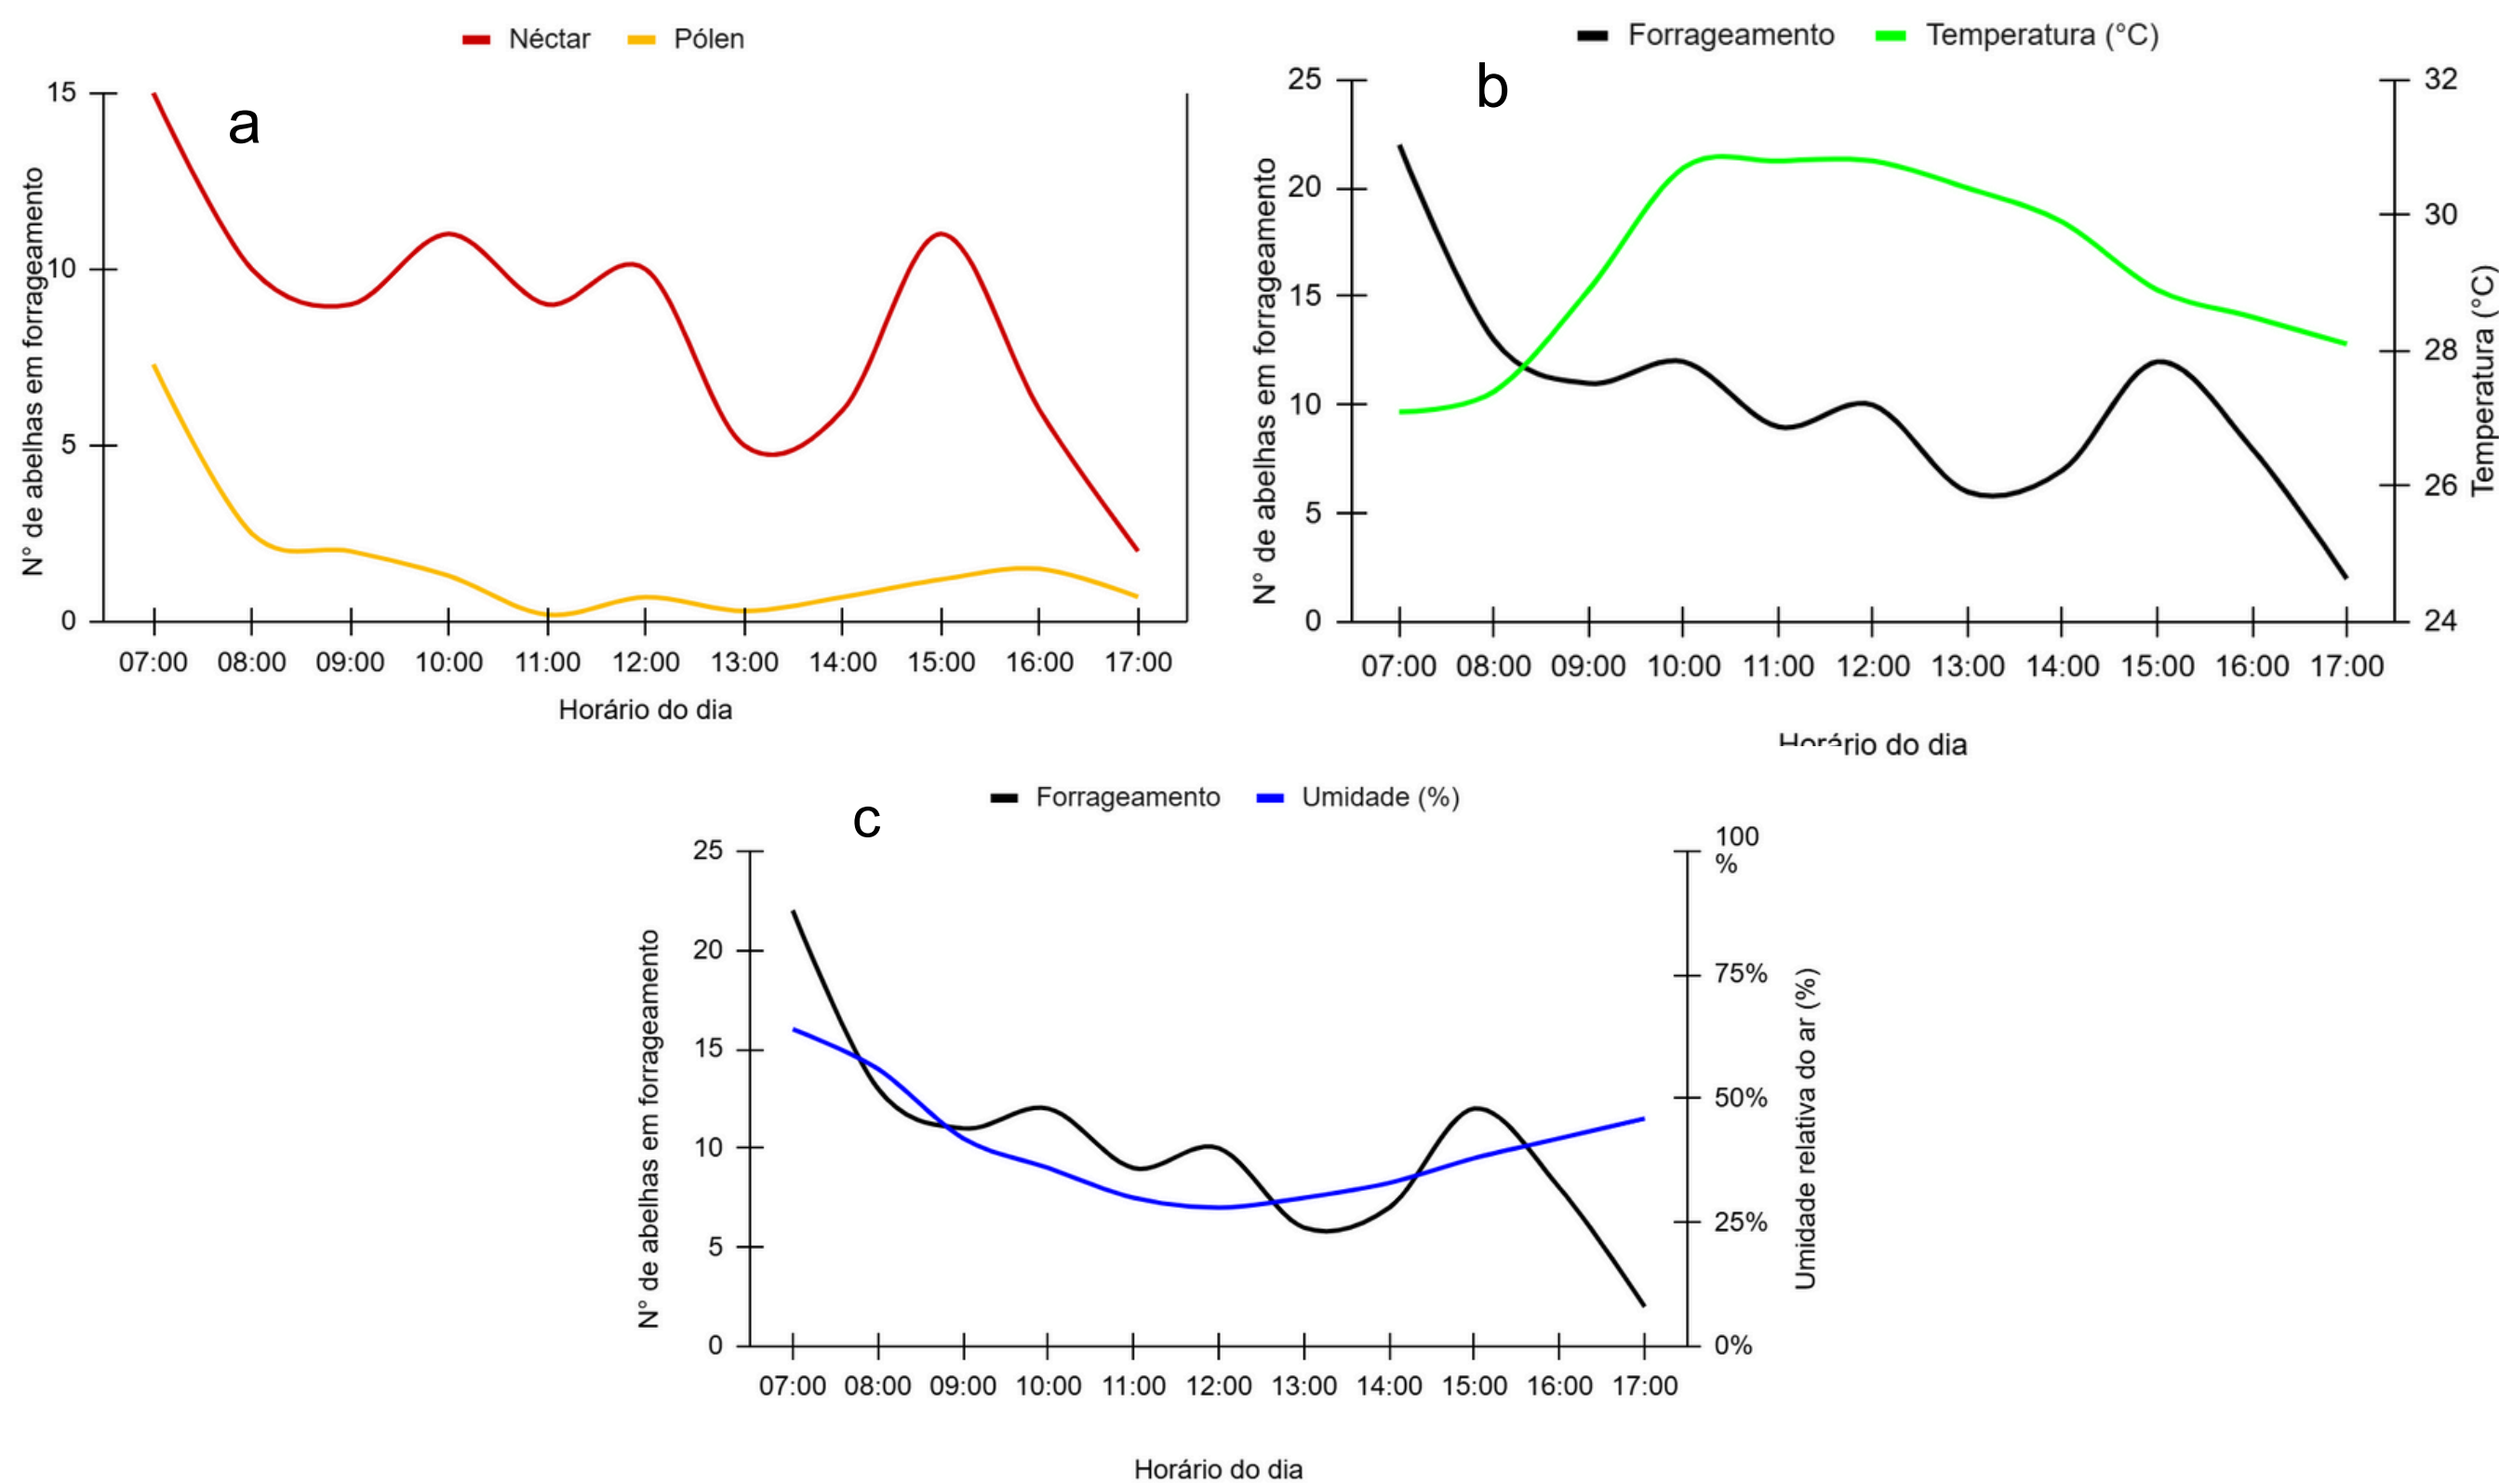 Néctar Pólen
a
N° de abelhas em forrageamento
15
10
5
0
07:00 08:00 09:00 10:00 11:00 12:00 13:00 14:00 15:00 16:00 17:00
Horário do dia
Forrageamento Temperatura (°C)
b
N° de abelhas em forrageamento
25
20
15
10
5
0
32
30
28
26
24
Temperatura (°C)
07:00 08:00 09:00 10:00 11:00 12:00 13:00 14:00 15:00 16:00 17:00
Horário do dia
Forrageamento Umidade (%)
c
N° de abelhas em forrageamento
25
20
15
10
5
0
100
%
75%
50%
25%
0%
Umidade relativa do ar (%)
07:00 08:00 09:00 10:00 11:00 12:00 13:00 14:00 15:00 16:00 17:00
Horário do dia